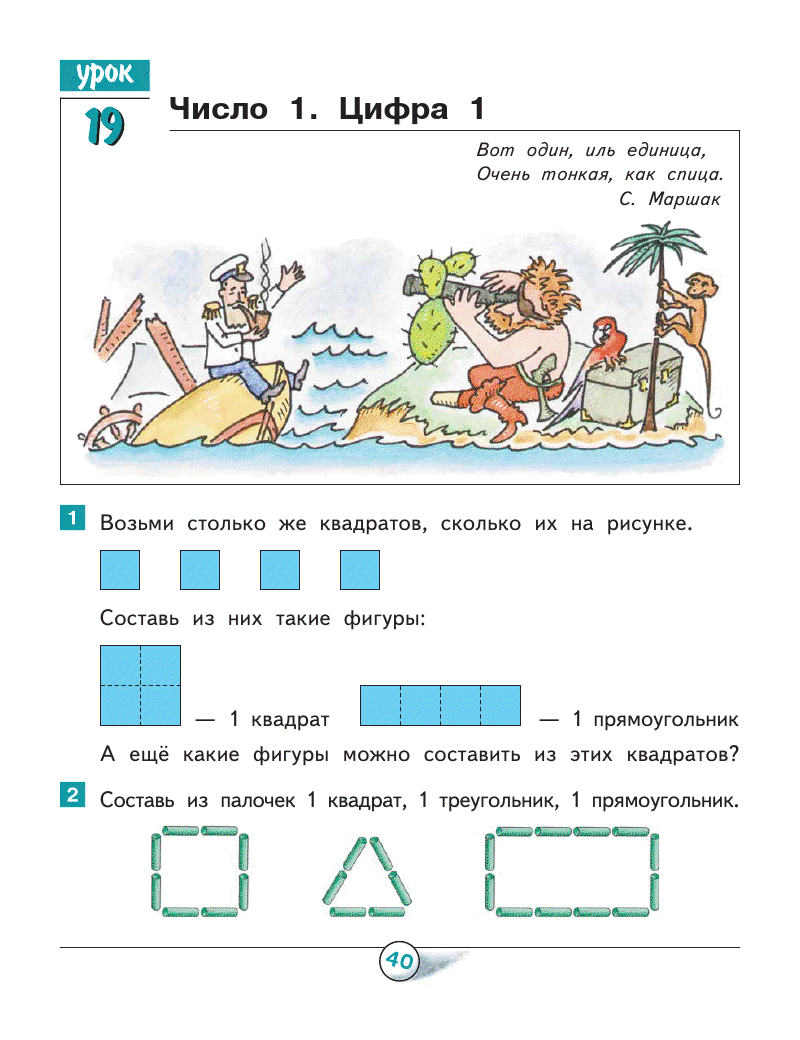 урок
19
Число 1. Цифра 1
Вот один, иль единица,
Очень тонкая, как спица.
С. Маршак
1 Возьми столько же квадратов, сколько их на рисунке.
Составь из них такие фигуры:
— 1 квадрат — 1 прямоугольник
А ещё какие фигуры можно составить из этих квадратов?
2 Составь из палочек 1 квадрат, 1 треугольник, 1 прямоугольник.
40